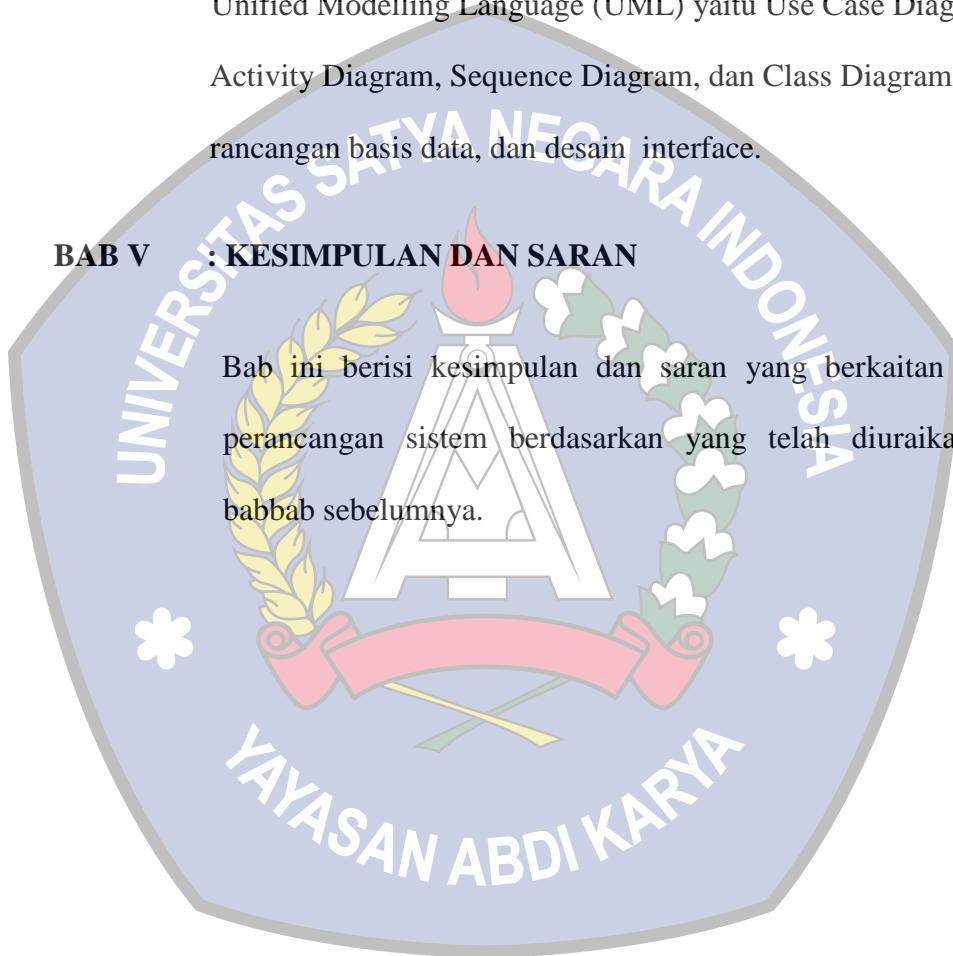 Unified Modelling Language (UML) yaitu Use Case Diag
Activity Diagram, Sequence Diagram, dan Class Diagram
rancangan basis data, dan desain interface.
UNIVERSITAS SATYA NEGARA INDONESIA
BAB V : KESIMPULAN DAN SARAN
Bab ini berisi kesimpulan dan saran yang berkaitan
perancangan sistem berdasarkan yang telah diuraika
babbab sebelumnya.
YAYASAN ABDI KARYA